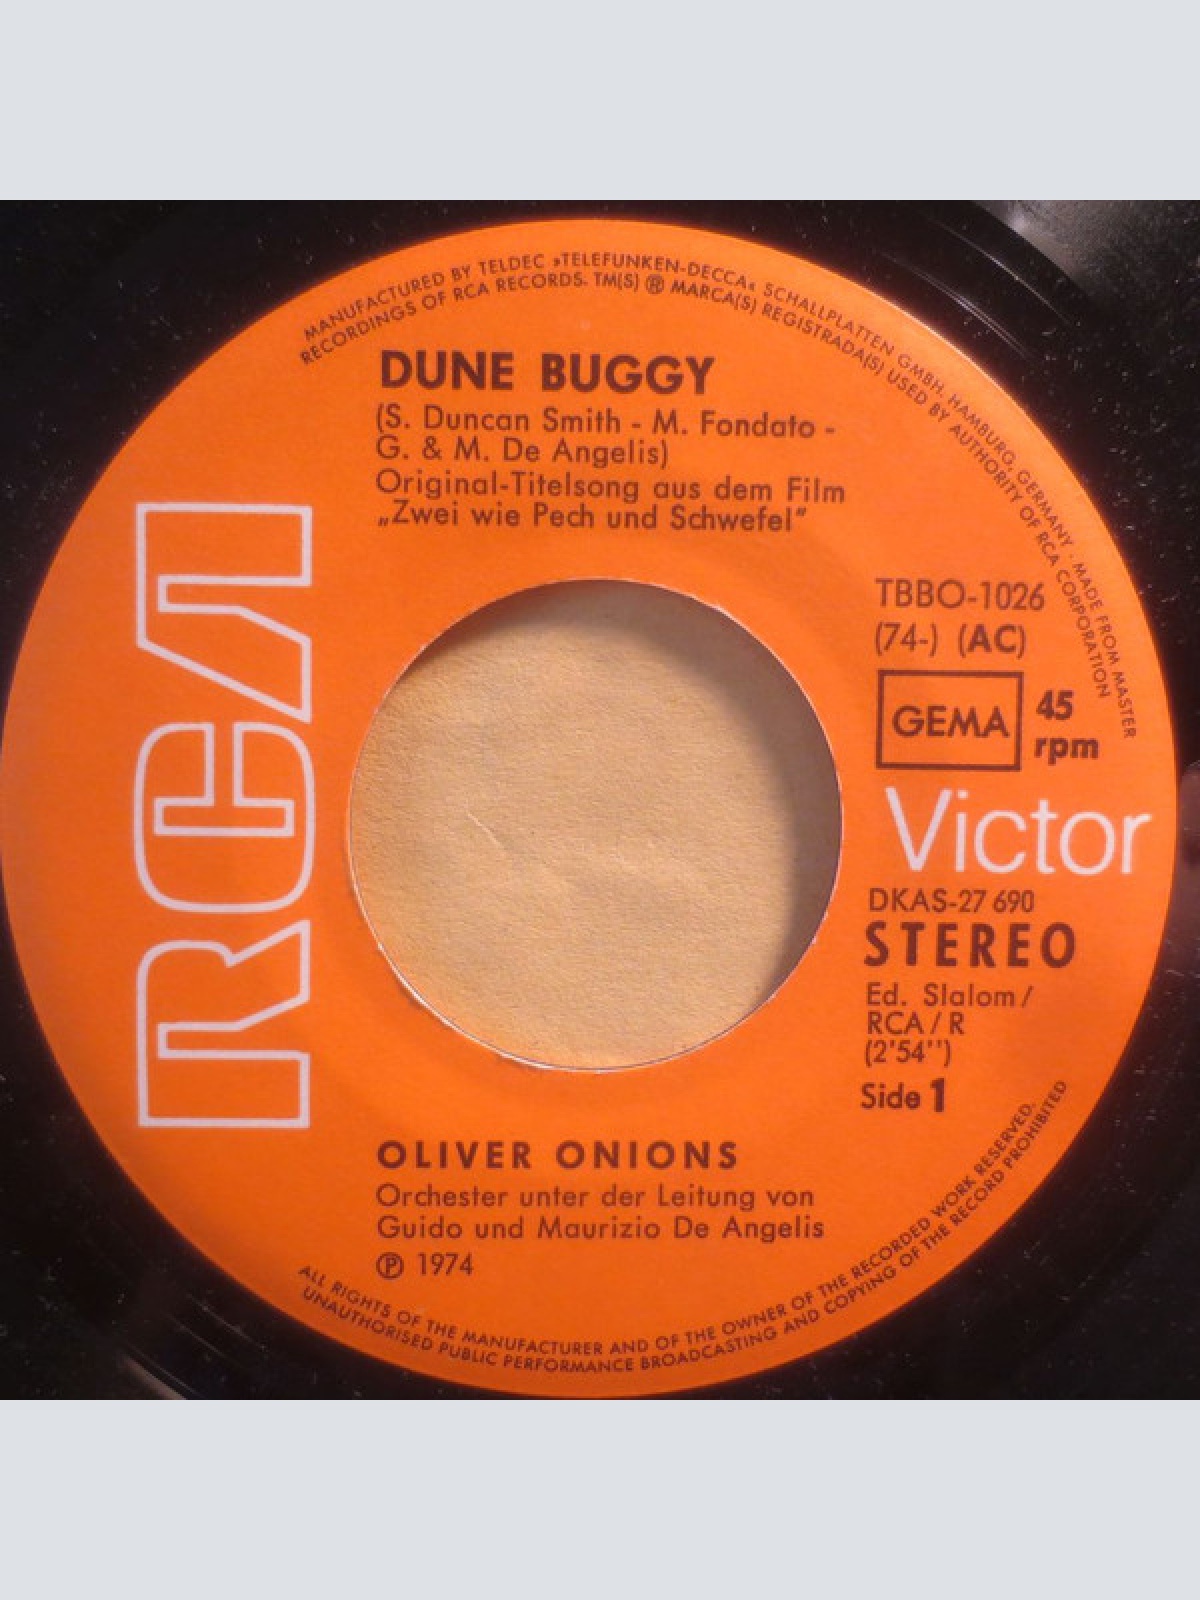 MANUFACTURED BY TELDEC »TELEFUNKEN-DECCA« SCHALLPLATTEN GMBH, HAMBURG, GERMANY · MADE FROM MASTER
RECORDINGS OF RCA RECORDS. TM(S) ® MARCA(S) REGISTRADA(S) USED BY AUTHORITY OF RCA CORPORATION
DUNE BUGGY
(S. Duncan Smith - M. Fondato -
G. & M. De Angelis)
Original-Titelsong aus dem Film
„Zwei wie Pech und Schwefel"
RCA
TBBO-1026
(74-) (AC)
GEMA
45
rpm
Victor
DKAS-27 690
STEREO
Ed. Slalom/
RCA/R
(2'54'')
Side 1
OLIVER ONIONS
Orchester unter der Leitung von
Guido und Maurizio De Angelis
℗ 1974
ALL RIGHTS OF THE MANUFACTURER AND OF THE OWNER OF THE RECORDED WORK RESERVED.
UNAUTHORISED PUBLIC PERFORMANCE BROADCASTING AND COPYING OF THE RECORD PROHIBITED